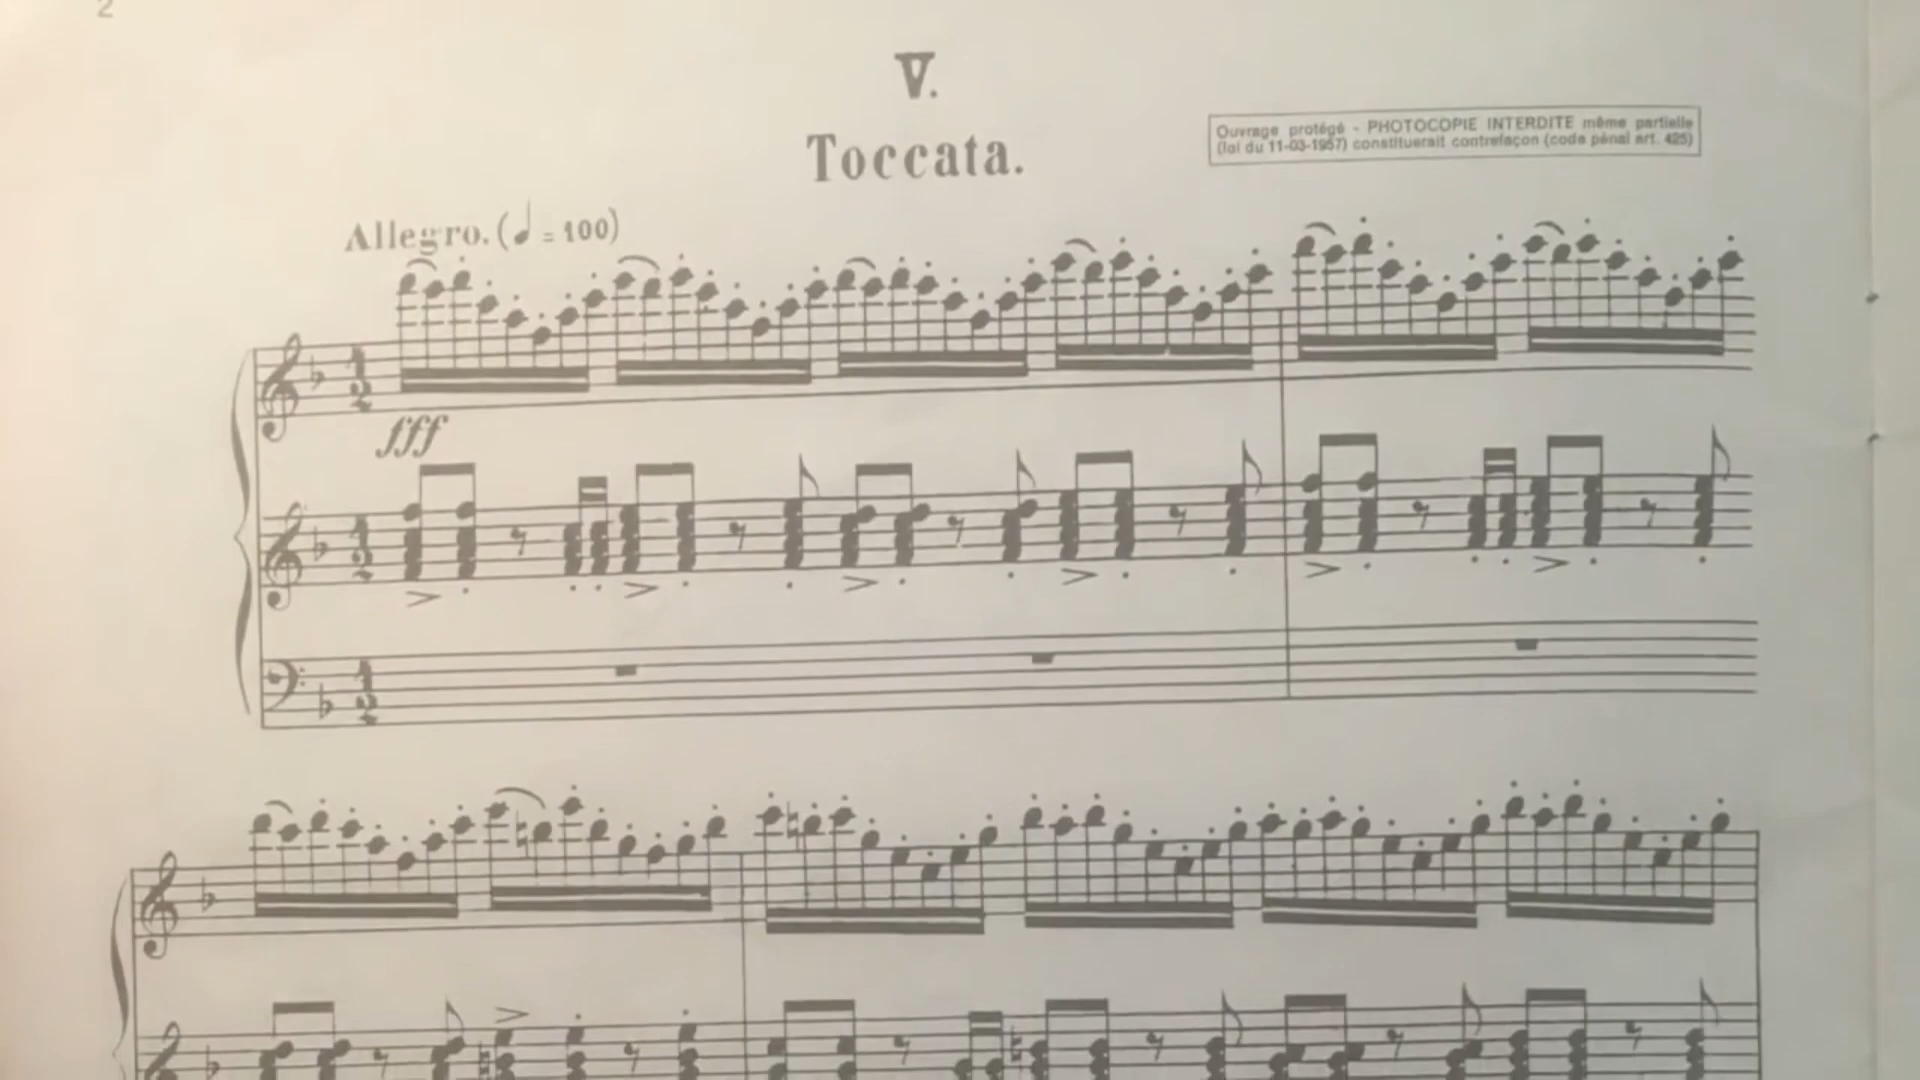 2
V.
Toccata.
Ouvrage protégé - PHOTOCOPIE INTERDITE même partielle
(loi du 11-03-1957) constituerait contrefaçon (code pénal art. 425)
Allegro. (♩ = 100)
fff